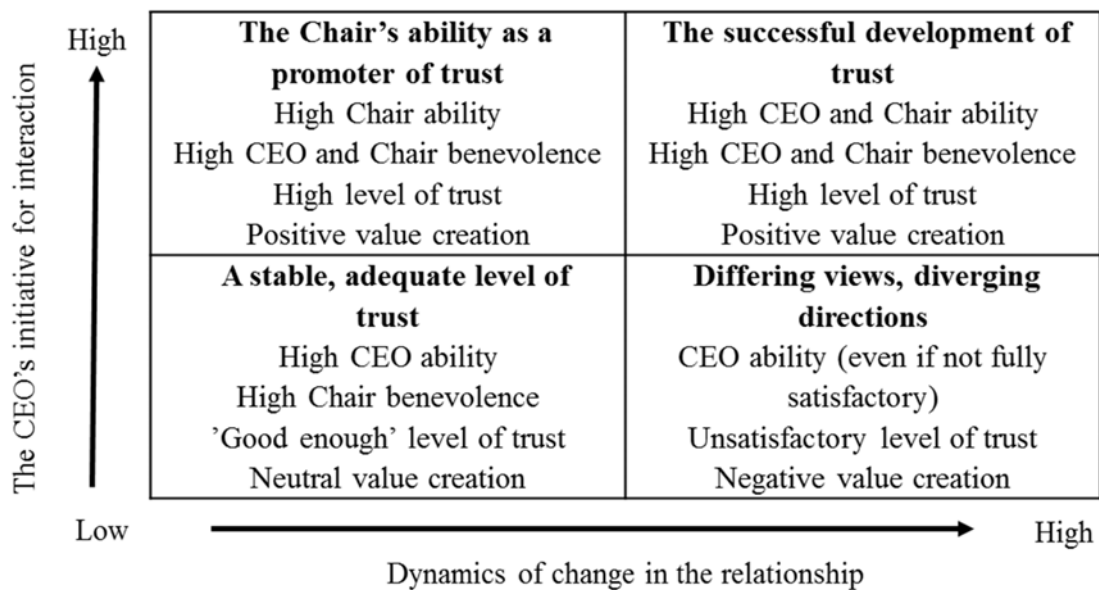 The CEO's initiative for interaction
High
Low
The Chair's ability as a
promoter of trust
High Chair ability
High CEO and Chair benevolence
High level of trust
Positive value creation
The successful development of
trust
High CEO and Chair ability
High CEO and Chair benevolence
High level of trust
Positive value creation
A stable, adequate level of
trust
High CEO ability
High Chair benevolence
’Good enough’ level of trust
Neutral value creation
Differing views, diverging
directions
CEO ability (even if not fully
satisfactory)
Unsatisfactory level of trust
Negative value creation
High
Dynamics of change in the relationship